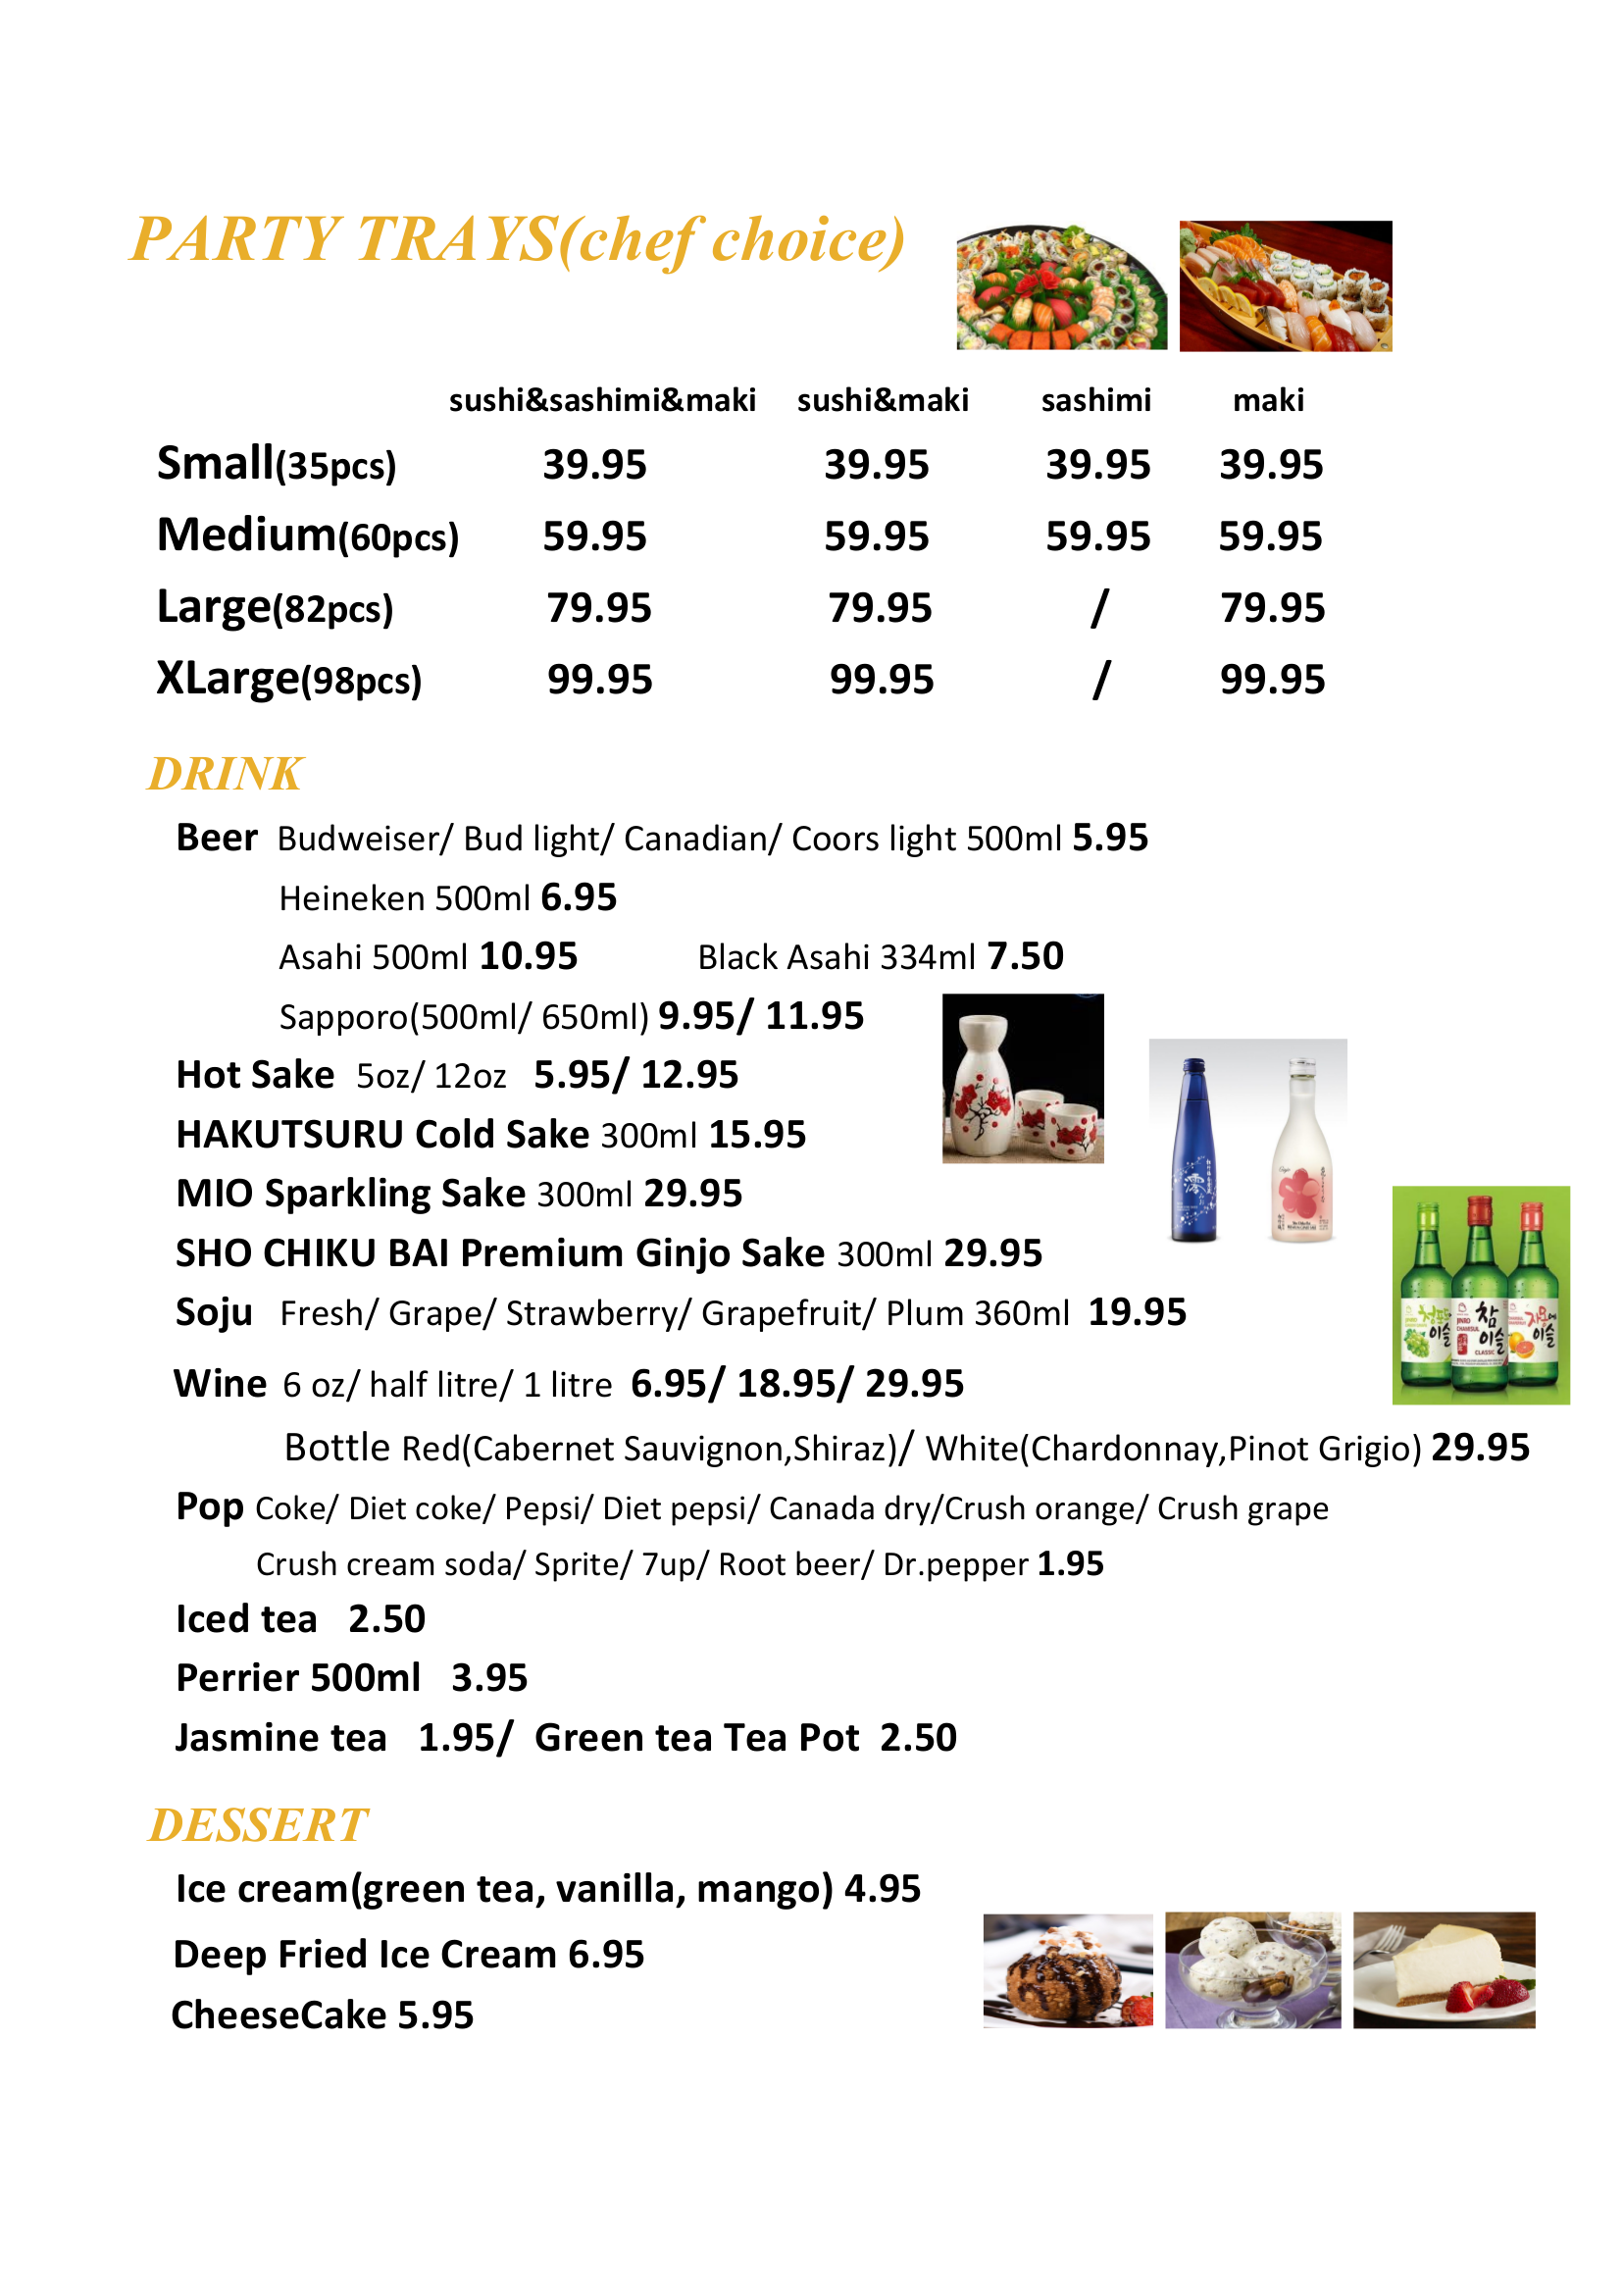 PARTY TRAYS(chef choice)
sushi&sashimi&maki sushi&maki sashimi maki
Small(35pcs) 39.95 39.95 39.95 39.95
Medium(60pcs) 59.95 59.95 59.95 59.95
Large(82pcs) 79.95 79.95 / 79.95
XLarge(98pcs) 99.95 99.95 / 99.95
DRINK
Beer Budweiser/ Bud light/ Canadian/ Coors light 500ml 5.95
Heineken 500ml 6.95
Asahi 500ml 10.95 Black Asahi 334ml 7.50
Sapporo(500ml/ 650ml) 9.95/ 11.95
Hot Sake 5oz/ 12oz 5.95/ 12.95
HAKUTSURU Cold Sake 300ml 15.95
MIO Sparkling Sake 300ml 29.95
澪
SHO CHIKU BAI Premium Ginjo Sake 300ml 29.95
Soju Fresh/ Grape/ Strawberry/ Grapefruit/ Plum 360ml 19.95
참
이슬
CLASSIC
자몽에
이슬
Wine 6 oz/ half litre/ 1 litre 6.95/ 18.95/ 29.95
Bottle Red(Cabernet Sauvignon,Shiraz)/ White(Chardonnay,Pinot Grigio) 29.95
Pop Coke/ Diet coke/ Pepsi/ Diet pepsi/ Canada dry/Crush orange/ Crush grape
Crush cream soda/ Sprite/ 7up/ Root beer/ Dr.pepper 1.95
Iced tea 2.50
Perrier 500ml 3.95
Jasmine tea 1.95/ Green tea Tea Pot 2.50
DESSERT
Ice cream(green tea, vanilla, mango) 4.95
Deep Fried Ice Cream 6.95
CheeseCake 5.95